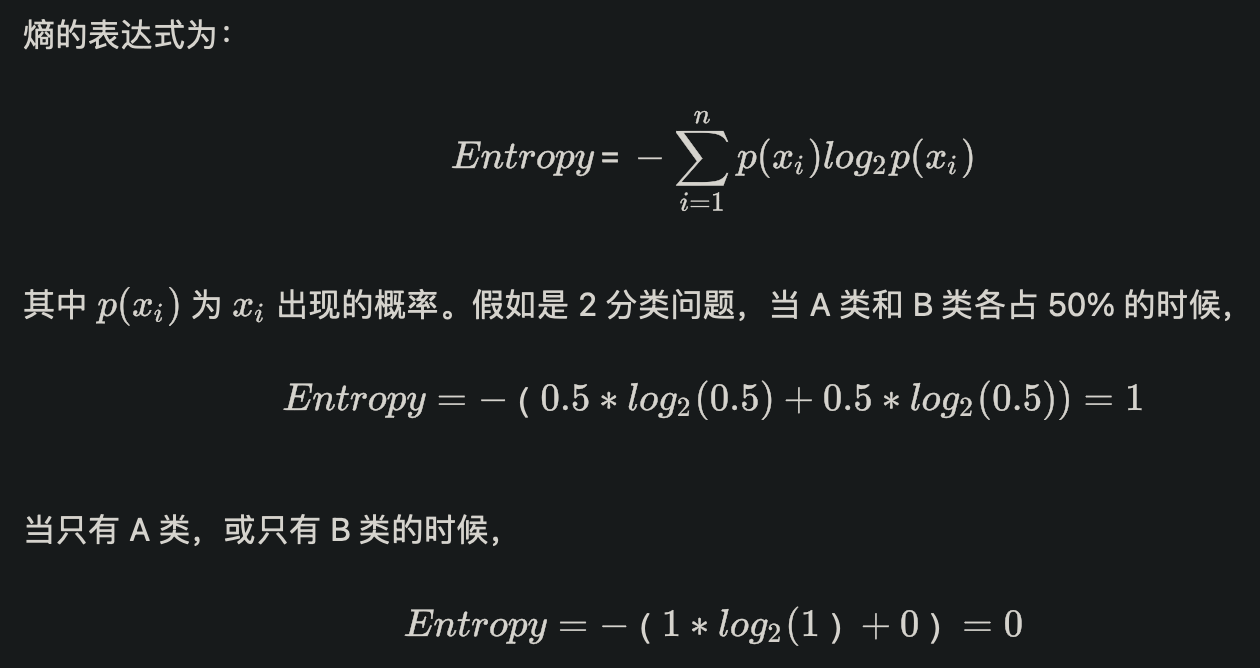 熵的表达式为：
$Entropy = -\sum_{i=1}^{n} p(x_i)log_2p(x_i)$
其中 $p(x_i)$ 为 $x_i$ 出现的概率。假如是 2 分类问题，当 A 类和 B 类各占 50% 的时候，
$Entropy = -（0.5 * log_2(0.5) + 0.5 * log_2(0.5)) = 1$
当只有 A 类，或只有 B 类的时候，
$Entropy = -（1 * log_2(1）+ 0）= 0$